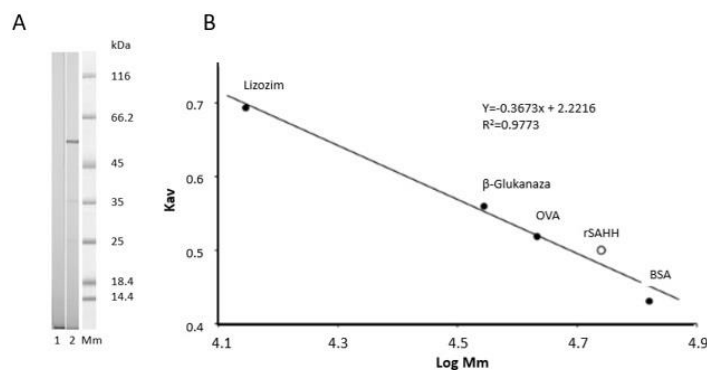 A
kDa
116
66.2
45
35
25
18.4
14.4
1 2 Mm
B
Lizozim
Y=-0.3673x + 2.2216
R²=0.9773
β-Glukanaza
OVA
rSAHH
BSA
Kav
0.7
0.6
0.5
0.4
4.1 4.3 4.5 4.7 4.9
Log Mm